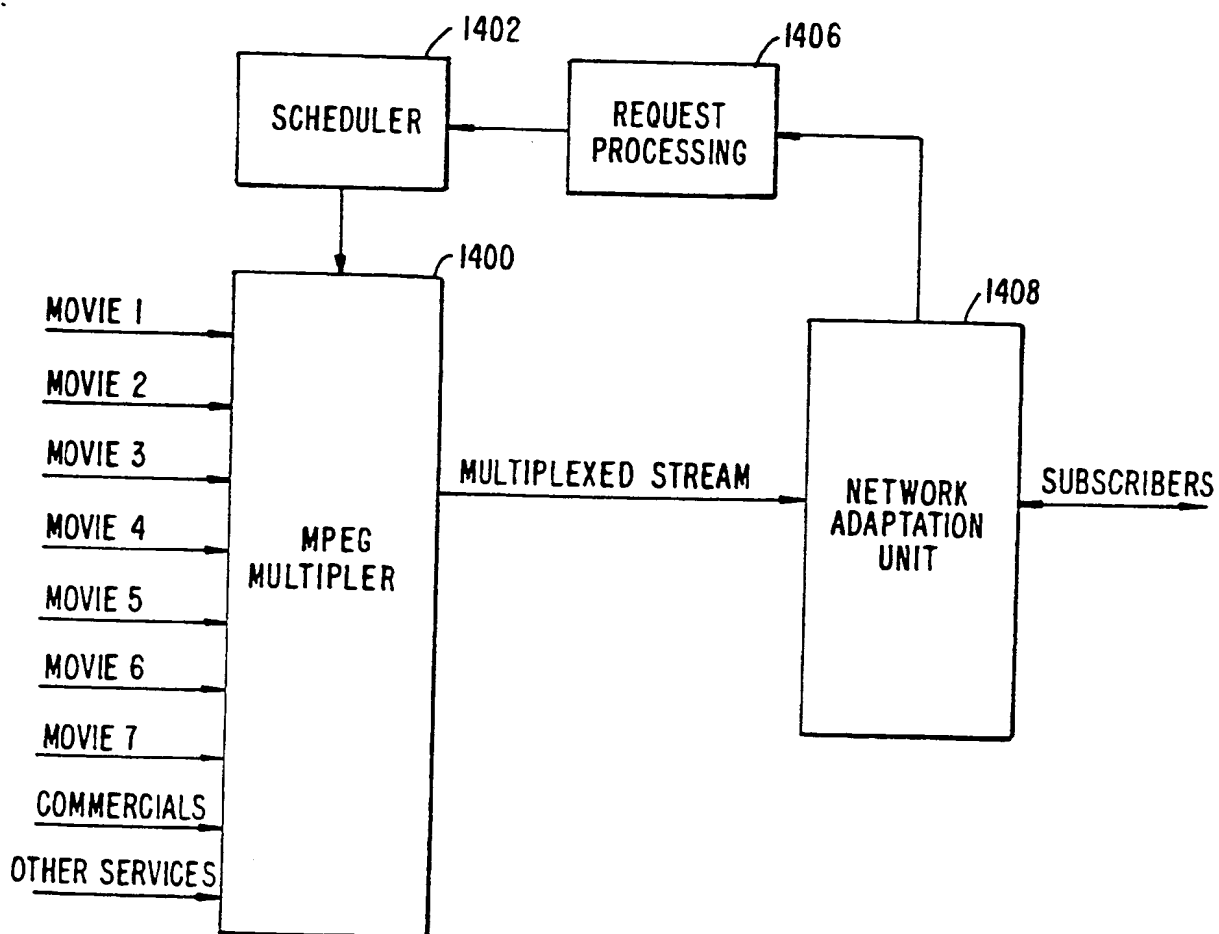 1402
1406
SCHEDULER
REQUEST
PROCESSING
1400
1408
MOVIE 1
MOVIE 2
MOVIE 3
MOVIE 4
MOVIE 5
MOVIE 6
MOVIE 7
COMMERCIALS
OTHER SERVICES
MPEG
MULTIPLER
MULTIPLEXED STREAM
NETWORK
ADAPTATION
UNIT
SUBSCRIBERS